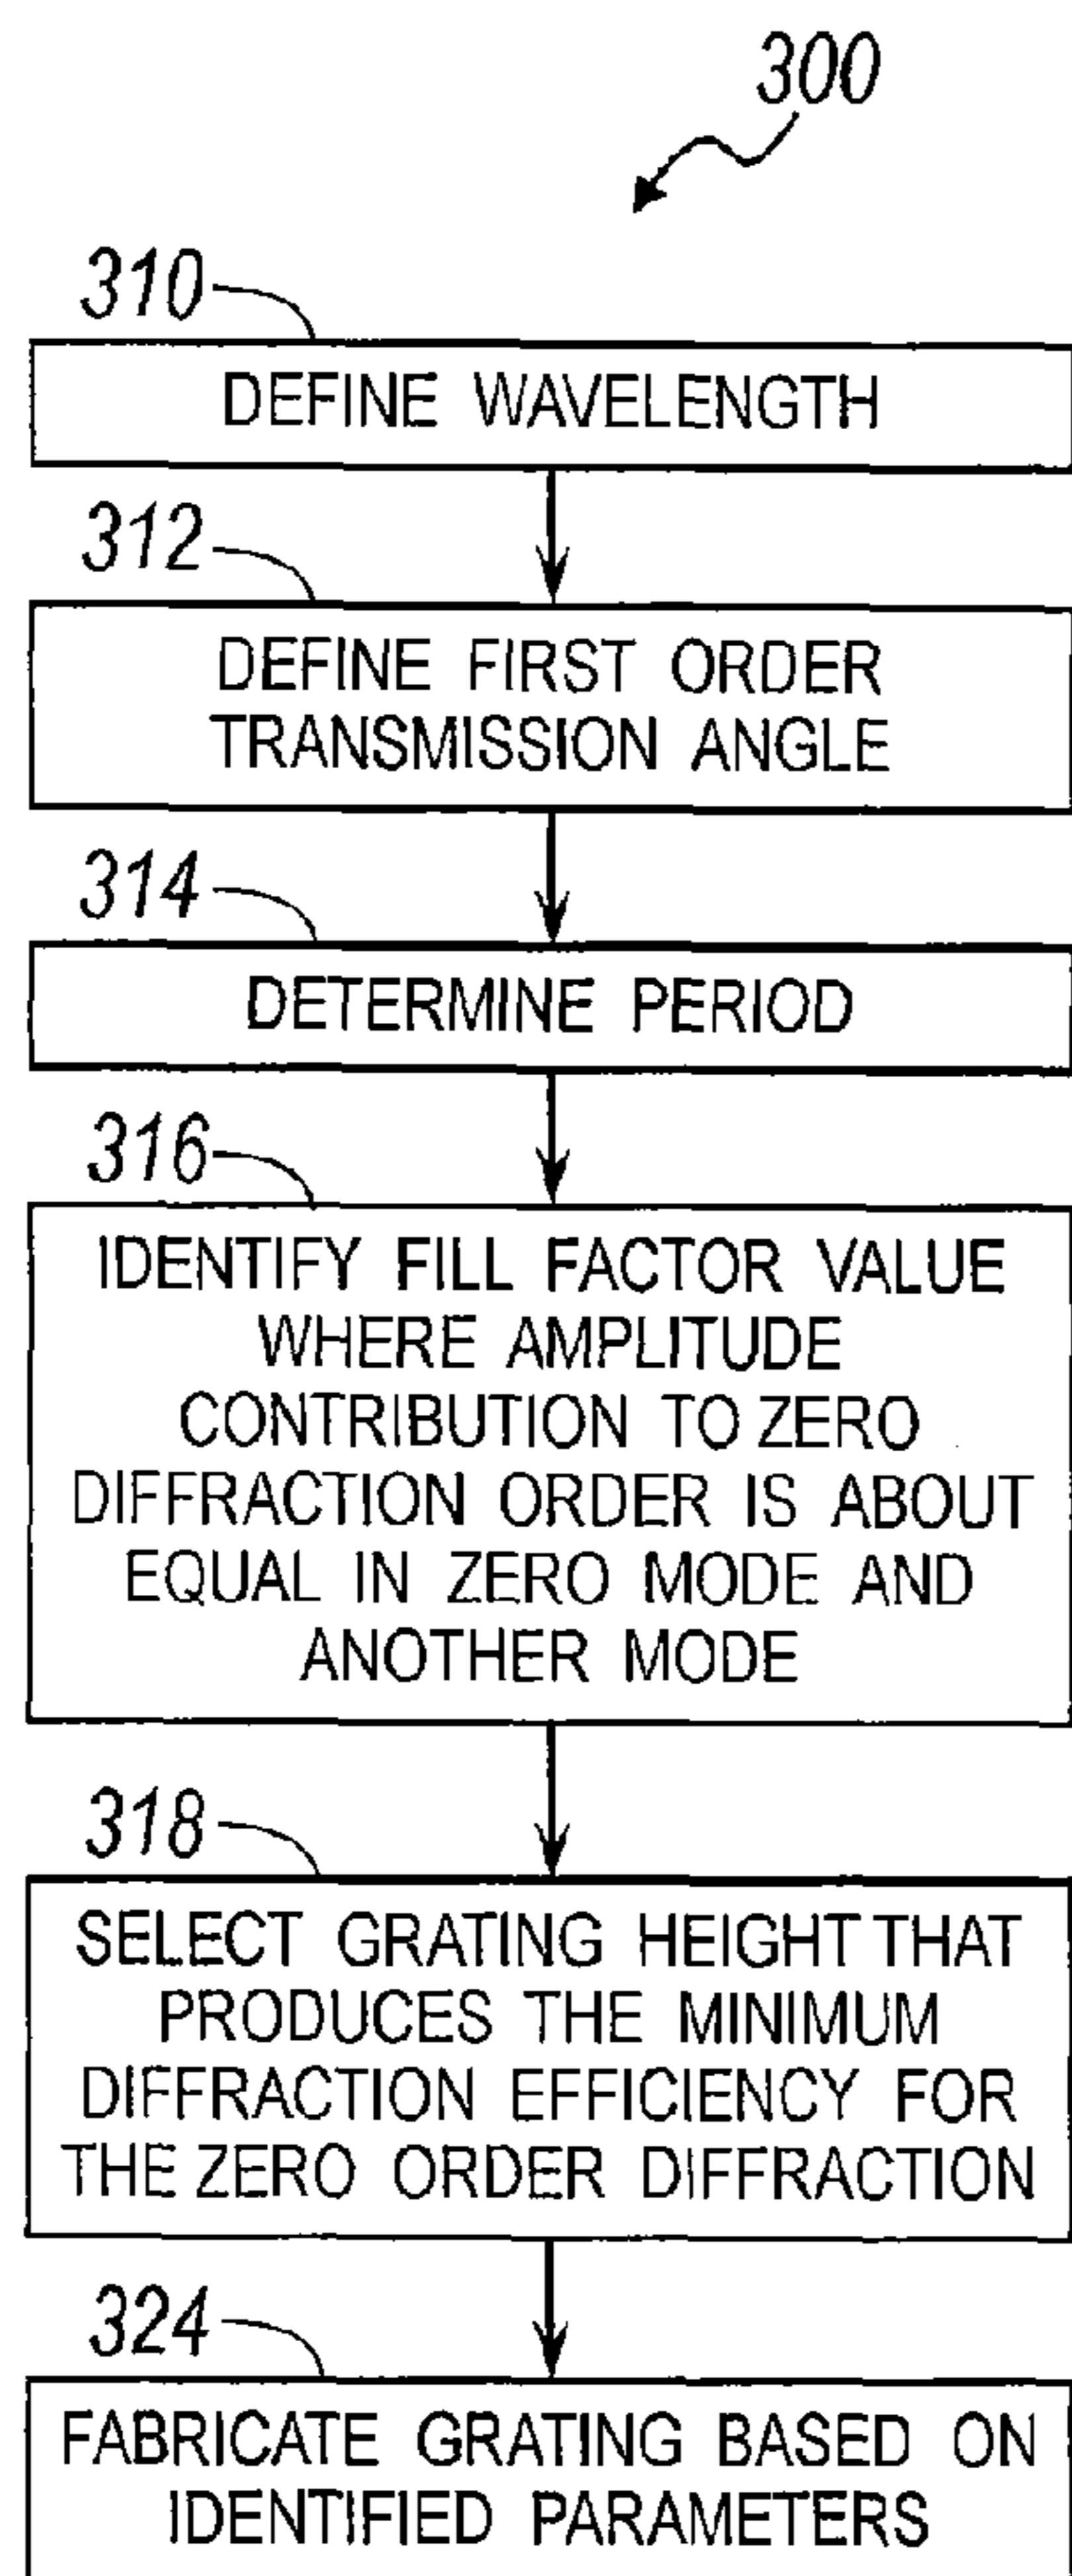 300
310
DEFINE WAVELENGTH
312
DEFINE FIRST ORDER
TRANSMISSION ANGLE
314
DETERMINE PERIOD
316
IDENTIFY FILL FACTOR VALUE
WHERE AMPLITUDE
CONTRIBUTION TO ZERO
DIFFRACTION ORDER IS ABOUT
EQUAL IN ZERO MODE AND
ANOTHER MODE
318
SELECT GRATING HEIGHT THAT
PRODUCES THE MINIMUM
DIFFRACTION EFFICIENCY FOR
THE ZERO ORDER DIFFRACTION
324
FABRICATE GRATING BASED ON
IDENTIFIED PARAMETERS